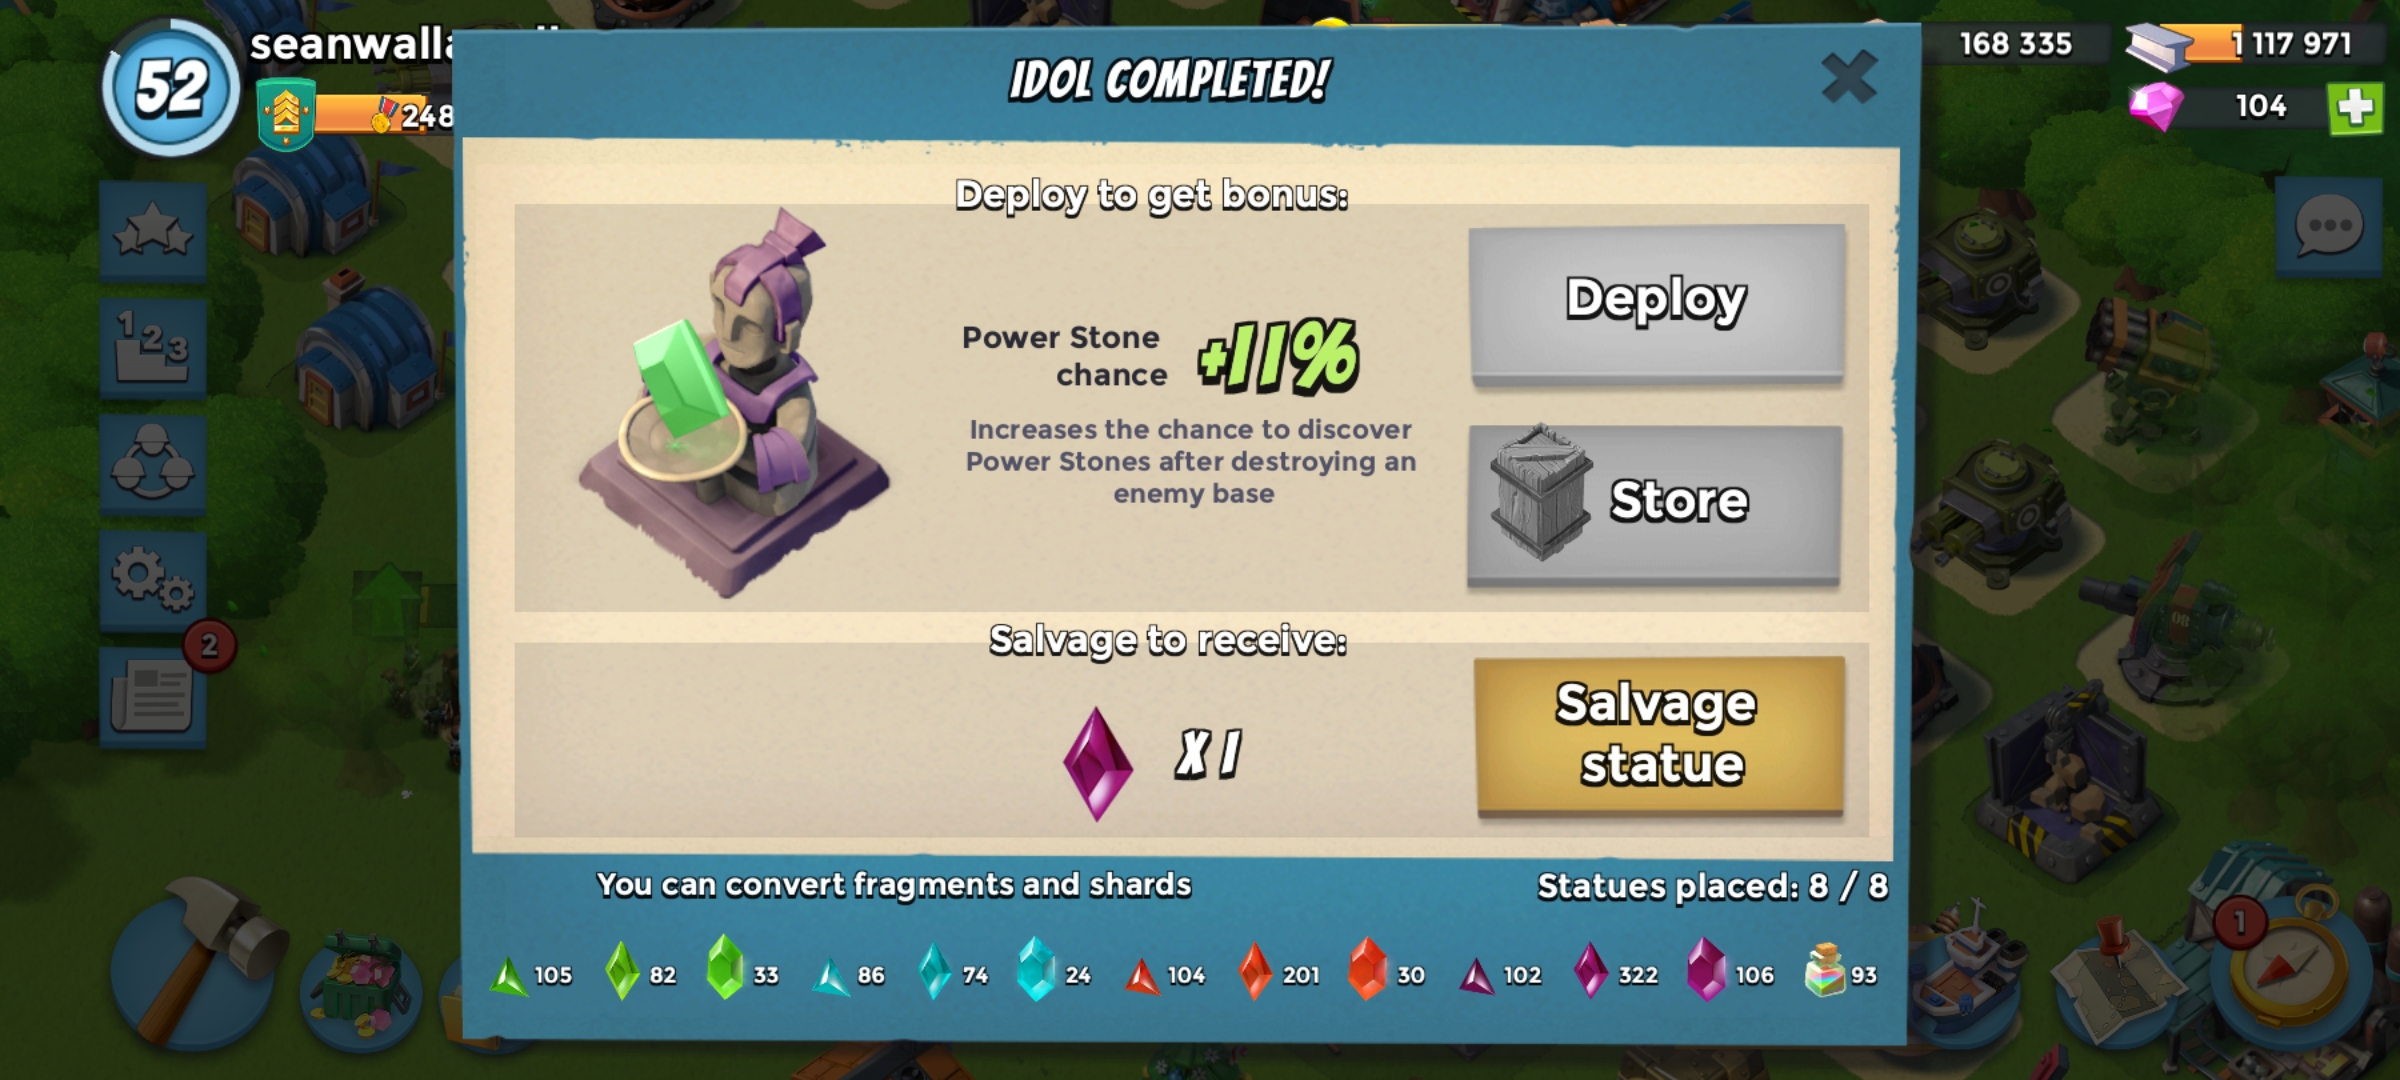 52
248
IDOL COMPLETED!
168 335
1 117 971
104
Deploy to get bonus:
Power Stone
chance
+11%
Increases the chance to discover
Power Stones after destroying an
enemy base
Deploy
Store
1 2 3
2
Salvage to receive:
X 1
Salvage
statue
You can convert fragments and shards
Statues placed: 8 / 8
105
82
33
86
74
24
104
201
30
102
322
106
93
1